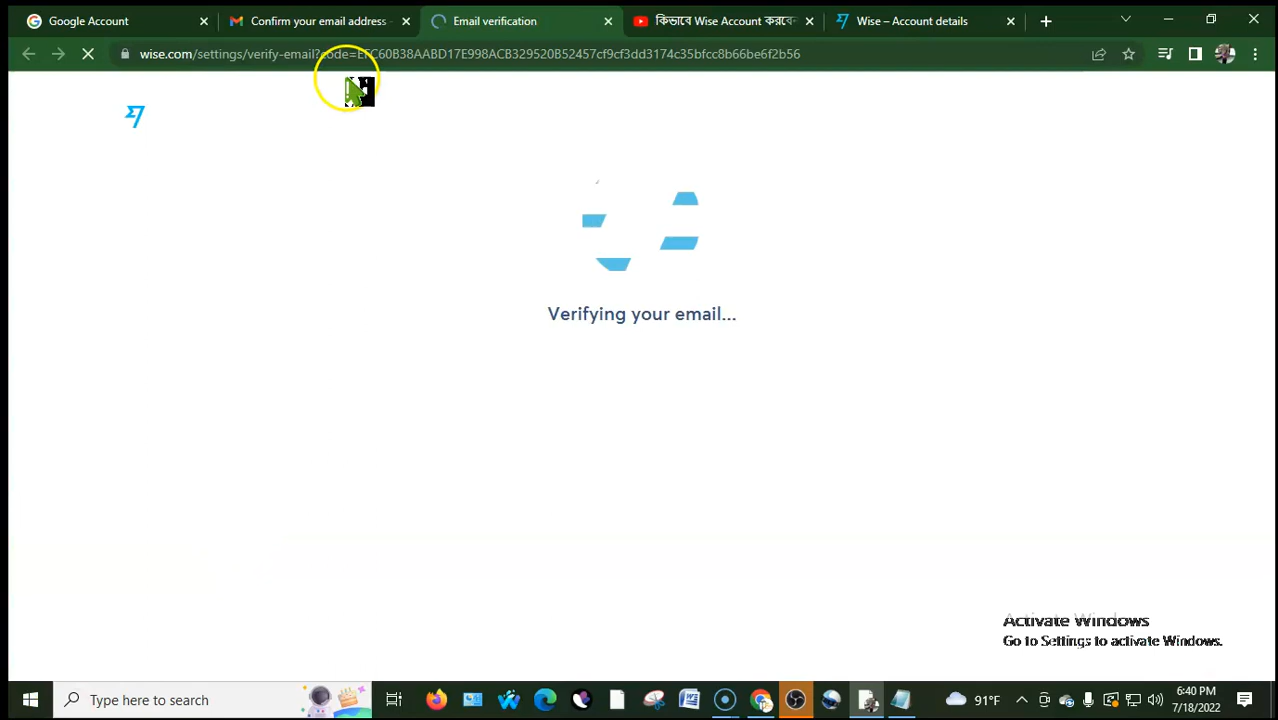 Google Account
Confirm your email address -
Email verification
কিভাবে Wise Account করবে
Wise – Account details
wise.com/settings/verify-email?code=EFC60B38AABD17E998ACB329520B52457cf9cf3dd3174c35bfcc8b66be6f2b56
Verifying your email...
Activate Windows
Go to Settings to activate Windows.
Type here to search
91°F
6:40 PM
7/18/2022